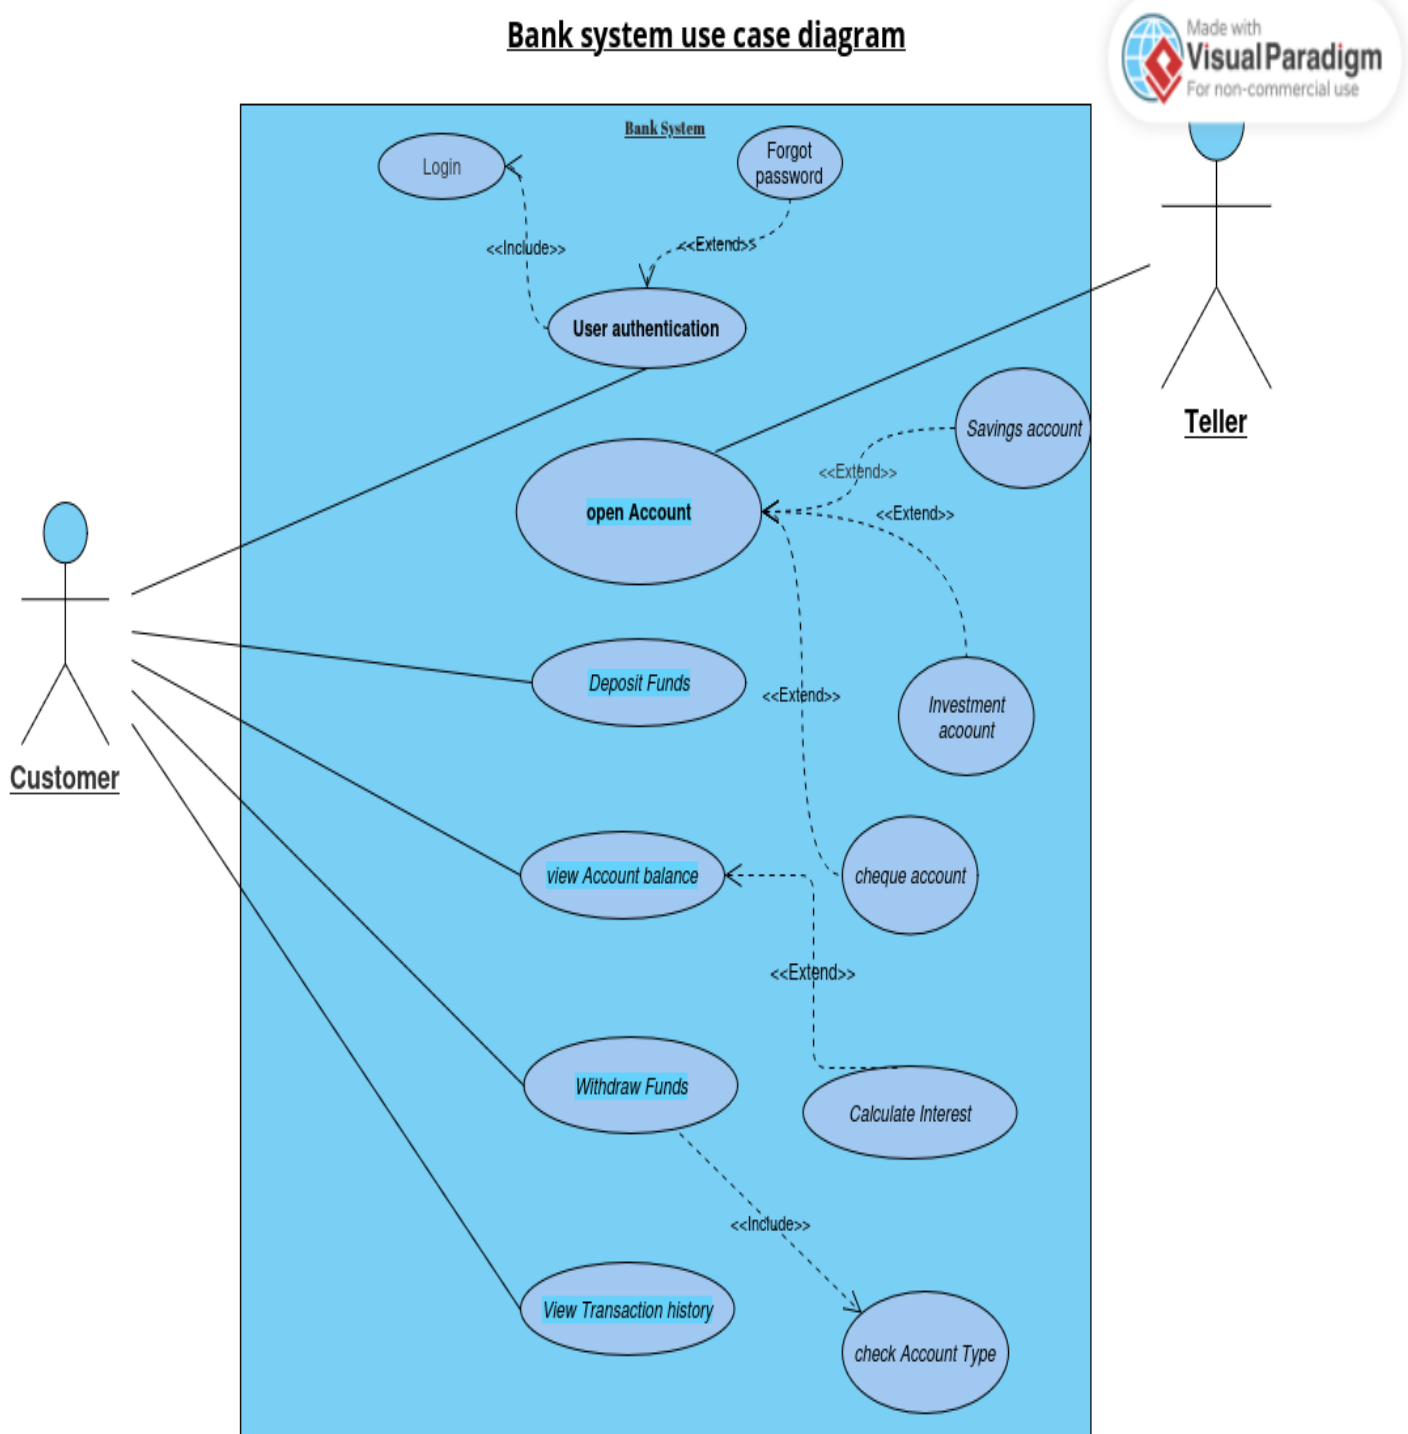 Bank system use case diagram
Made with
Visual Paradigm
For non-commercial use
Bank System
Login
Forgot
password
<<Include>>
<<Extend>>
User authentication
Teller
Savings account
<<Extend>>
open Account
<<Extend>>
Deposit Funds
<<Extend>>
Investment
acoount
Customer
view Account balance
cheque account
<<Extend>>
Withdraw Funds
Calculate Interest
<<Include>>
View Transaction history
check Account Type